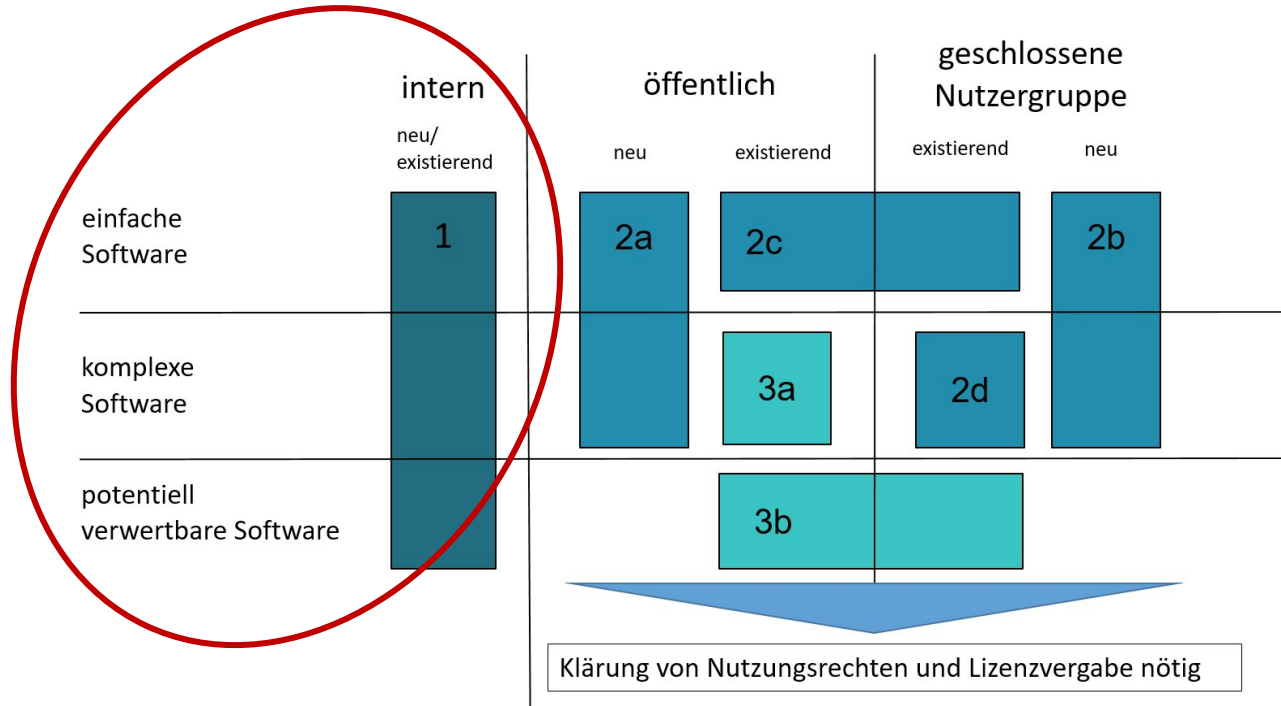 intern
öffentlich
geschlossene
Nutzergruppe
neu/
existierend
neu
existierend
existierend
neu
einfache
Software
1
2a
2c
2b
komplexe
Software
3a
2d
potentiell
verwertbare Software
3b
Klärung von Nutzungsrechten und Lizenzvergabe nötig